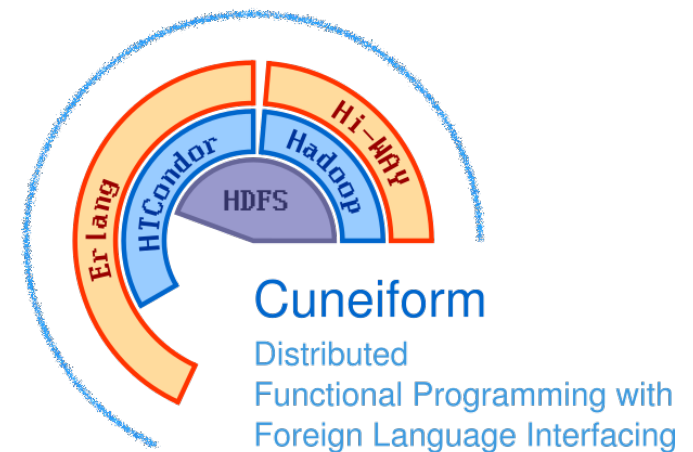 Hi-WAY
Hadoop
HTCondor
HDFS
Erlang
Cuneiform
Distributed
Functional Programming with
Foreign Language Interfacing